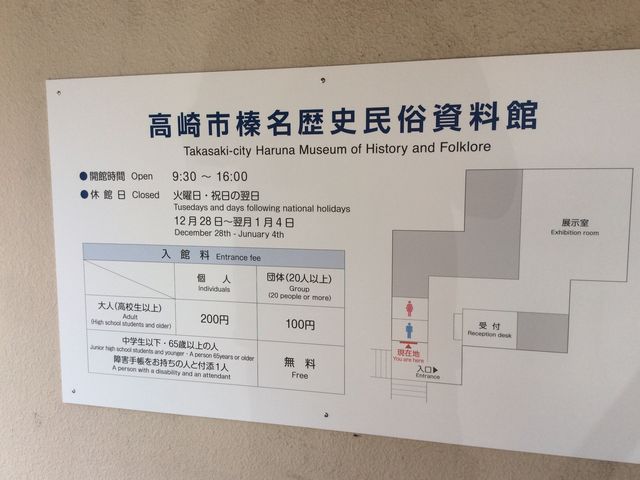 高崎市榛名歴史民俗資料館
Takasaki-city Haruna Museum of History and Folklore
●開館時間 Open 9:30 ～ 16:00
●休館日 Closed 火曜日・祝日の翌日
Tusedays and days following national holidays
12月28日～翌月1月4日
December 28th - Junuary 4th
入館料 Entrance fee
個人 団体(20人以上)
Individuals Group
(20 people or more)
大人(高校生以上)
Adult
(High school students and older)
200円 100円
中学生以下・65歳以上の人
Junior high school students and younger・A person 65years or older
障害手帳をお持ちの人と付添1人
A person with a disability and an attendant
無料
Free
展示室
Exhibition room
受付
Reception desk
現在地
You are here
入口▶
Entrance